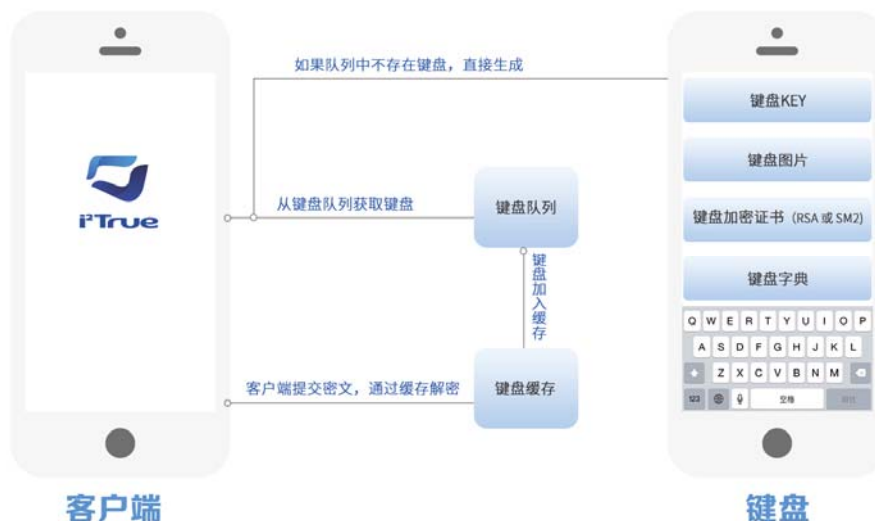 如果队列中不存在键盘，直接生成
键盘KEY
键盘图片
i²True
从键盘队列获取键盘
键盘队列
键盘加密证书（RSA 或 SM2）
键盘加入缓存
键盘字典
Q W E R T Y U I O P
A S D F G H J K L
Z X C V B N M
123 空格
客户端提交密文，通过缓存解密
键盘缓存
客户端
键盘